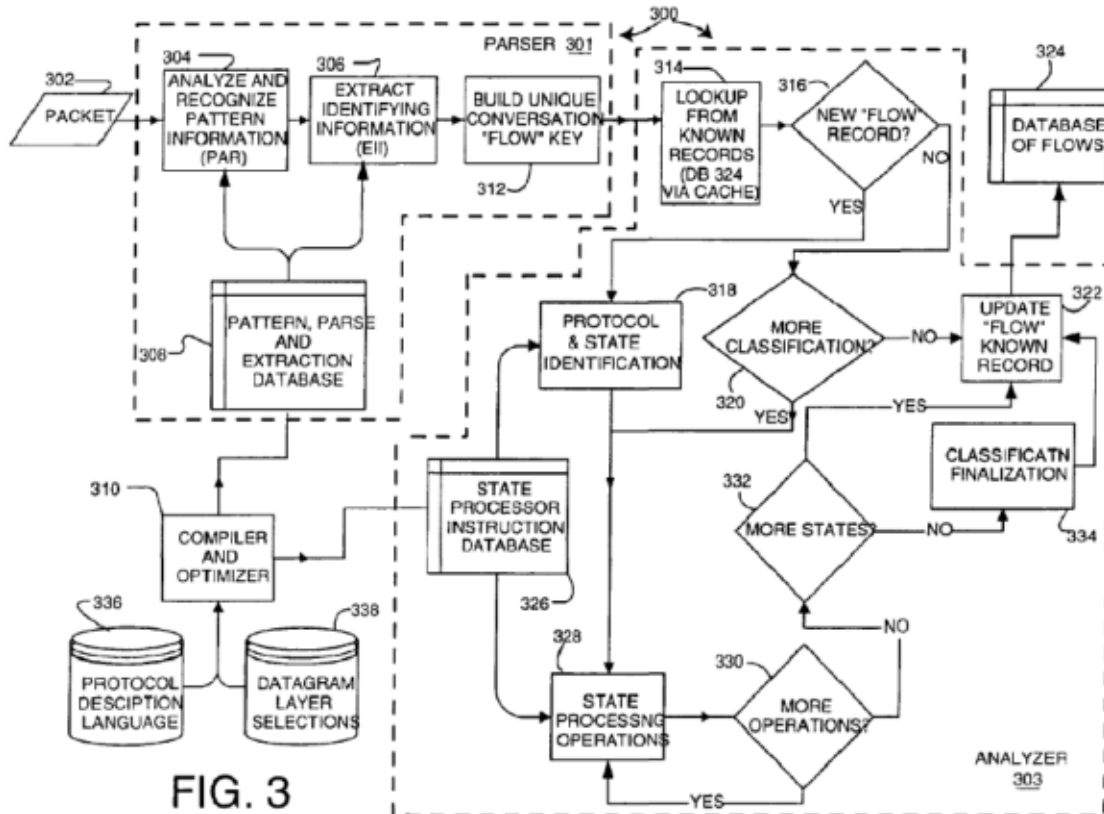 300
PARSER 301
302
PACKET
304
ANALYZE AND
RECOGNIZE
PATTERN
INFORMATION
(PAR)
306
EXTRACT
IDENTIFYING
INFORMATION
(EII)
BUILD UNIQUE
CONVERSATION
"FLOW" KEY
312
314
LOOKUP
FROM
KNOWN
RECORDS
(DB 324
VIA CACHE)
316
NEW "FLOW"
RECORD?
NO
YES
324
DATABASE
OF FLOWS
308
PATTERN, PARSE
AND
EXTRACTION
DATABASE
318
PROTOCOL
& STATE
IDENTIFICATION
MORE
CLASSIFICATION?
320
NO
YES
322
UPDATE
"FLOW"
KNOWN
RECORD
YES
310
COMPILER
AND
OPTIMIZER
STATE
PROCESSOR
INSTRUCTION
DATABASE
326
332
MORE STATES?
NO
CLASSIFICATN
FINALIZATION
334
336
PROTOCOL
DESCIPTION
LANGUAGE
338
DATAGRAM
LAYER
SELECTIONS
328
STATE
PROCESSNG
OPERATIONS
330
MORE
OPERATIONS?
NO
YES
ANALYZER
303
FIG. 3